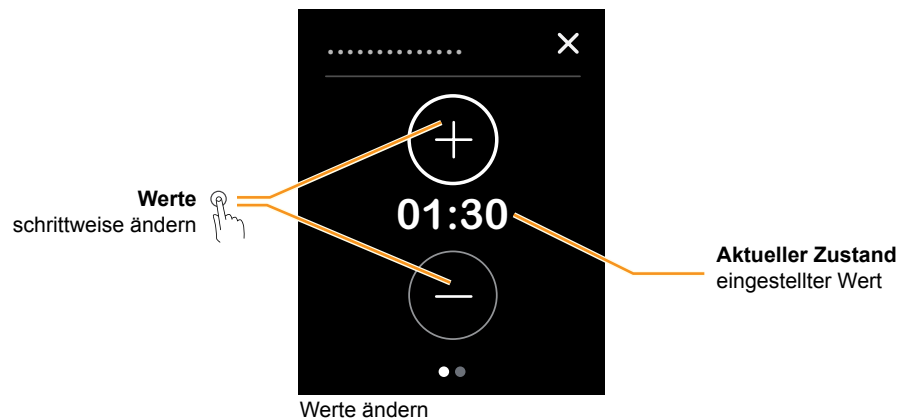 Werte
schrittweise ändern
01:30
Aktueller Zustand
eingestellter Wert
Werte ändern